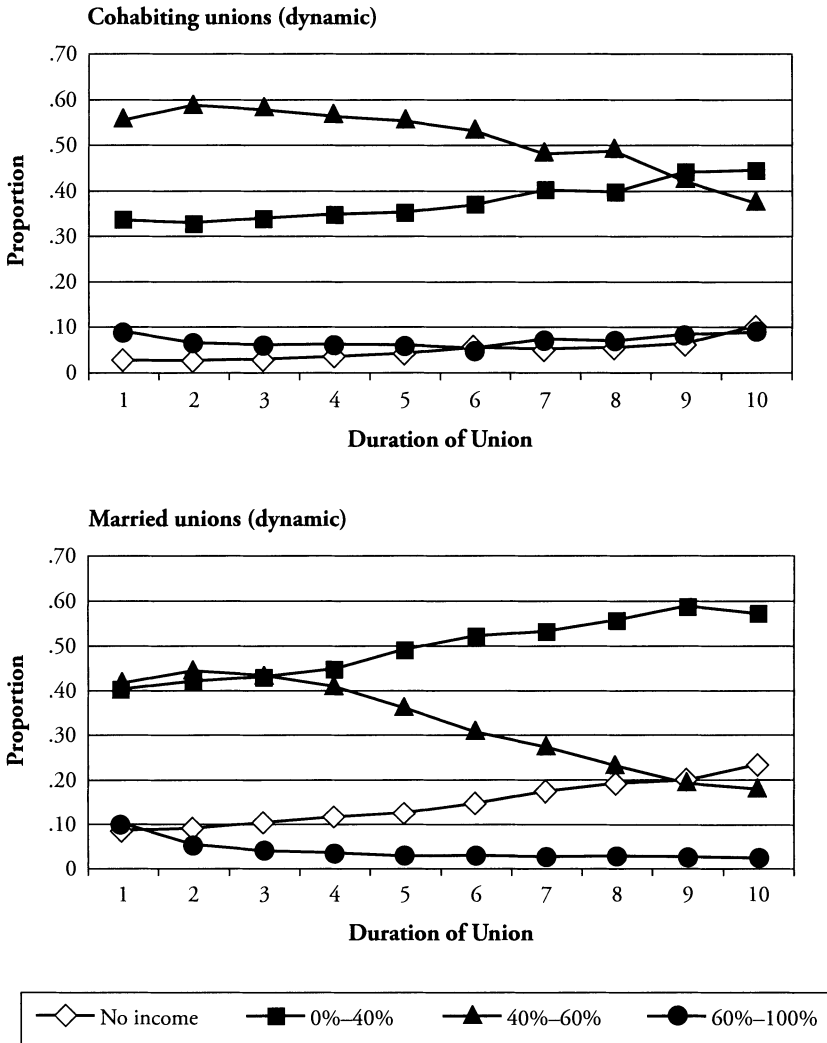 Cohabiting unions (dynamic)
.70
.60
.50
.40
.30
.20
.10
0
Proportion
1 2 3 4 5 6 7 8 9 10
Duration of Union
Married unions (dynamic)
.70
.60
.50
.40
.30
.20
.10
0
Proportion
1 2 3 4 5 6 7 8 9 10
Duration of Union
No income 0%–40% 40%–60% 60%–100%